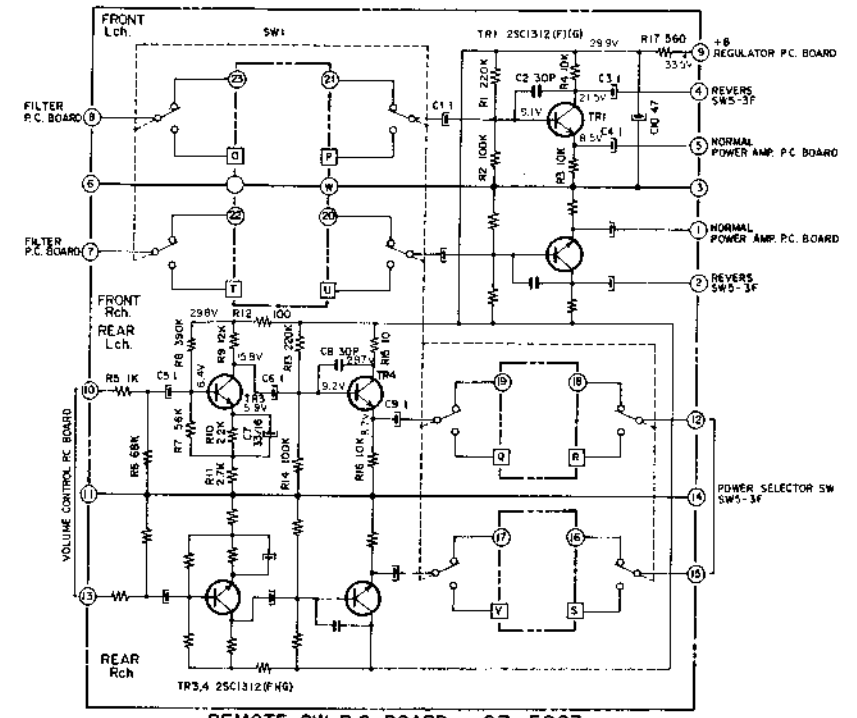 FRONT
Lch.
SW1
TR1 2SC1312(F)(G)
29.9V
R17 560
+B
REGULATOR P.C. BOARD
9
33.5V
23
21
C2 30P
R4 10K
C3 1
4
REVERS
SW5-3F
R1 220K
21.5V
FILTER
P.C. BOARD
8
C1 1
9.1V
TR1
C10 47
8.5V
C4 1
5
NORMAL
POWER AMP. P.C. BOARD
O
P
R2 100K
R3 10K
6
W
3
22
20
1
NORMAL
POWER AMP. P.C. BOARD
FILTER
P.C. BOARD
7
2
REVERS
SW5-3F
T
U
FRONT
Rch.
REAR
Lch.
29.8V
R12
100
R8 390K
R9 12K
15.8V
R13 220K
C8 30P
28.7V
R15 10
R5 1K
10
C5 1
6.4V
C6 1
9.2V
TR4
TR3
5.9V
C9 1
19
18
12
R7 56K
R10
2.2K
C7
33/16
8.7V
R6 68K
R11
2.7K
R14 100K
R16 10K
Q
R
VOLUME CONTROL P.C. BOARD
11
14
POWER SELECTOR SW
SW5-3F
17
16
13
15
V
S
REAR
Rch
TR3,4 2SC1312(F)(G)